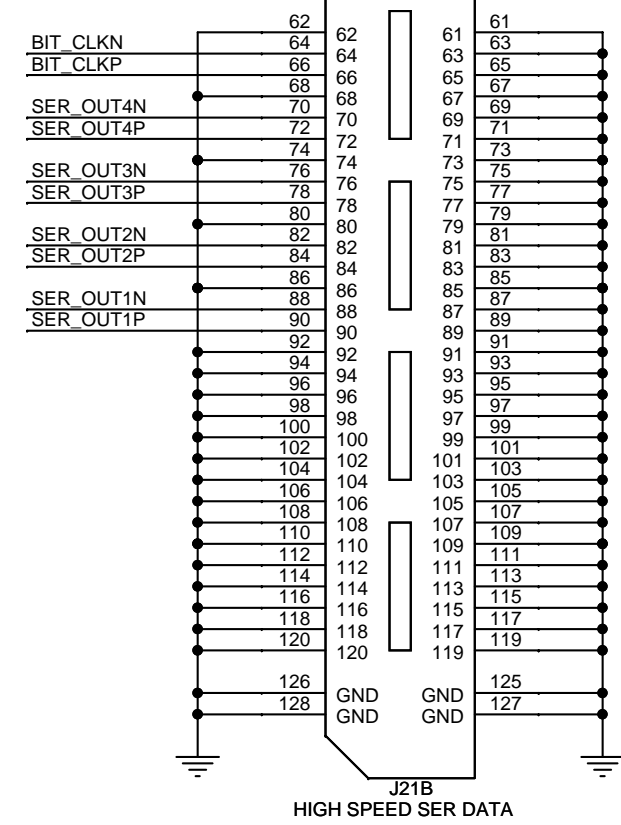 62 62 61 61
BIT_CLKN 64 64 63 63
BIT_CLKP 66 66 65 65
68 68 67 67
SER_OUT4N 70 70 69 69
SER_OUT4P 72 72 71 71
74 74 73 73
SER_OUT3N 76 76 75 75
SER_OUT3P 78 78 77 77
80 80 79 79
SER_OUT2N 82 82 81 81
SER_OUT2P 84 84 83 83
86 86 85 85
SER_OUT1N 88 88 87 87
SER_OUT1P 90 90 89 89
92 92 91 91
94 94 93 93
96 96 95 95
98 98 97 97
100 100 99 99
102 102 101 101
104 104 103 103
106 106 105 105
108 108 107 107
110 110 109 109
112 112 111 111
114 114 113 113
116 116 115 115
118 118 117 117
120 120 119 119
126 GND GND 125
128 GND GND 127
J21B
HIGH SPEED SER DATA